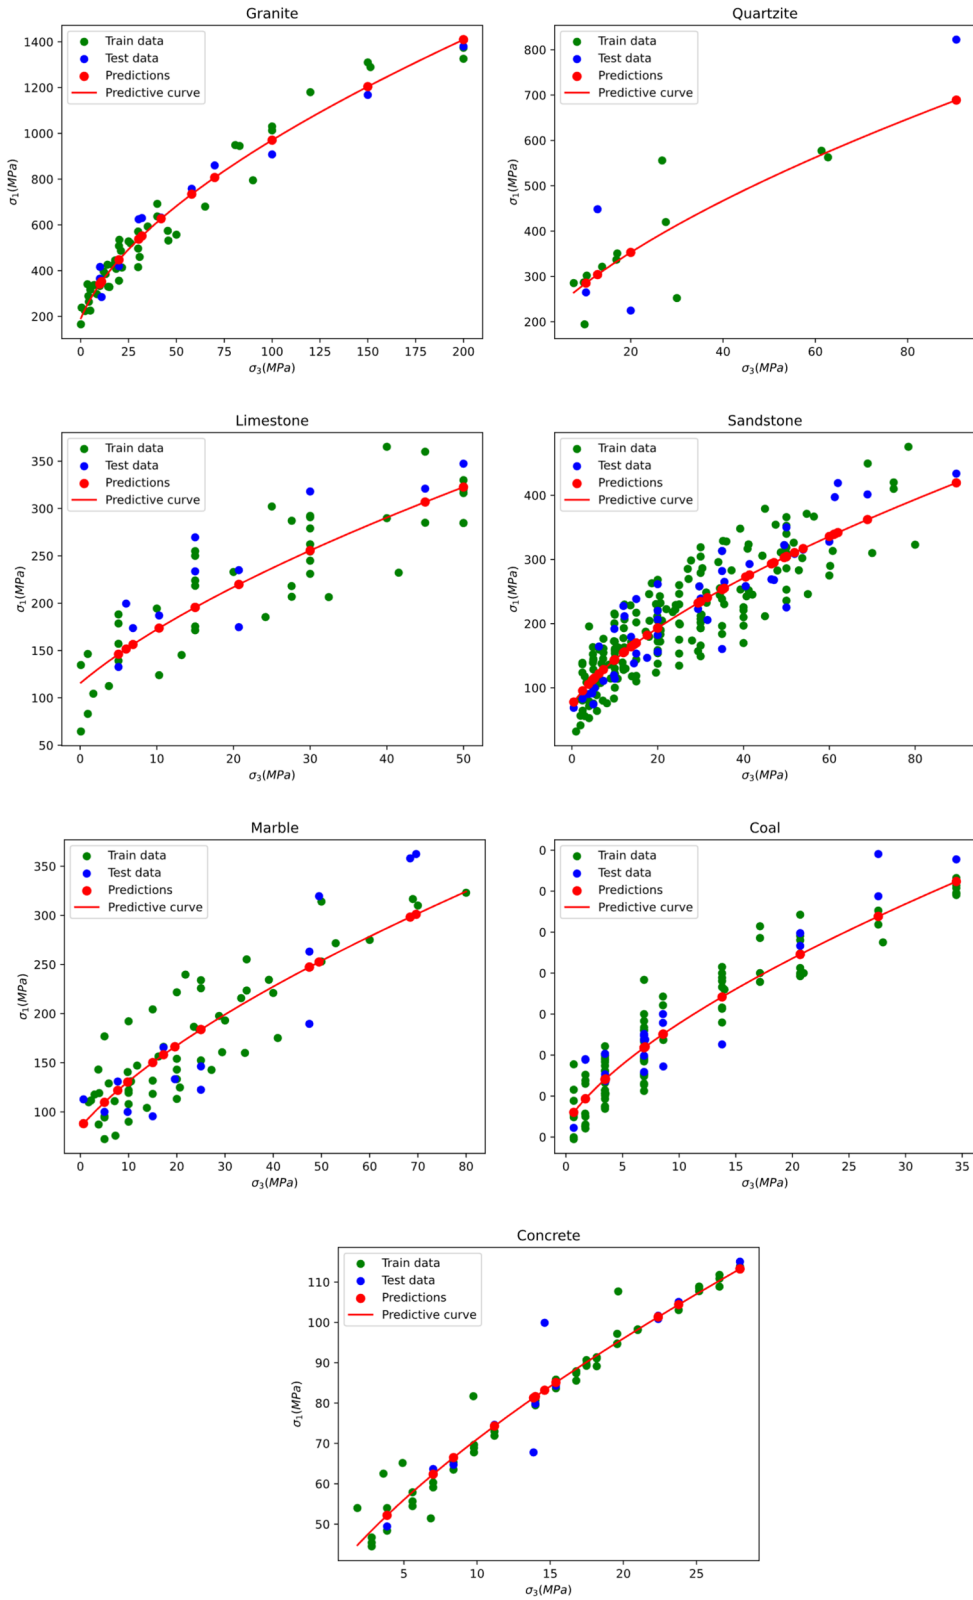 Granite
Train data
Test data
Predictions
Predictive curve
1400
1200
1000
800
600
400
200
σ₁(MPa)
0 25 50 75 100 125 150 175 200
σ₃(MPa)
Quartzite
Train data
Test data
Predictions
Predictive curve
800
700
600
500
400
300
200
σ₁(MPa)
20 40 60 80
σ₃(MPa)
Limestone
Train data
Test data
Predictions
Predictive curve
350
300
250
200
150
100
50
σ₁(MPa)
0 10 20 30 40 50
σ₃(MPa)
Sandstone
Train data
Test data
Predictions
Predictive curve
400
300
200
100
σ₁(MPa)
0 20 40 60 80
σ₃(MPa)
Marble
Train data
Test data
Predictions
Predictive curve
350
300
250
200
150
100
σ₁(MPa)
0 10 20 30 40 50 60 70 80
σ₃(MPa)
Coal
Train data
Test data
Predictions
Predictive curve
0
0
0
0
0
0
0
0
0 5 10 15 20 25 30 35
σ₃(MPa)
Concrete
Train data
Test data
Predictions
Predictive curve
110
100
90
80
70
60
50
σ₁(MPa)
5 10 15 20 25
σ₃(MPa)